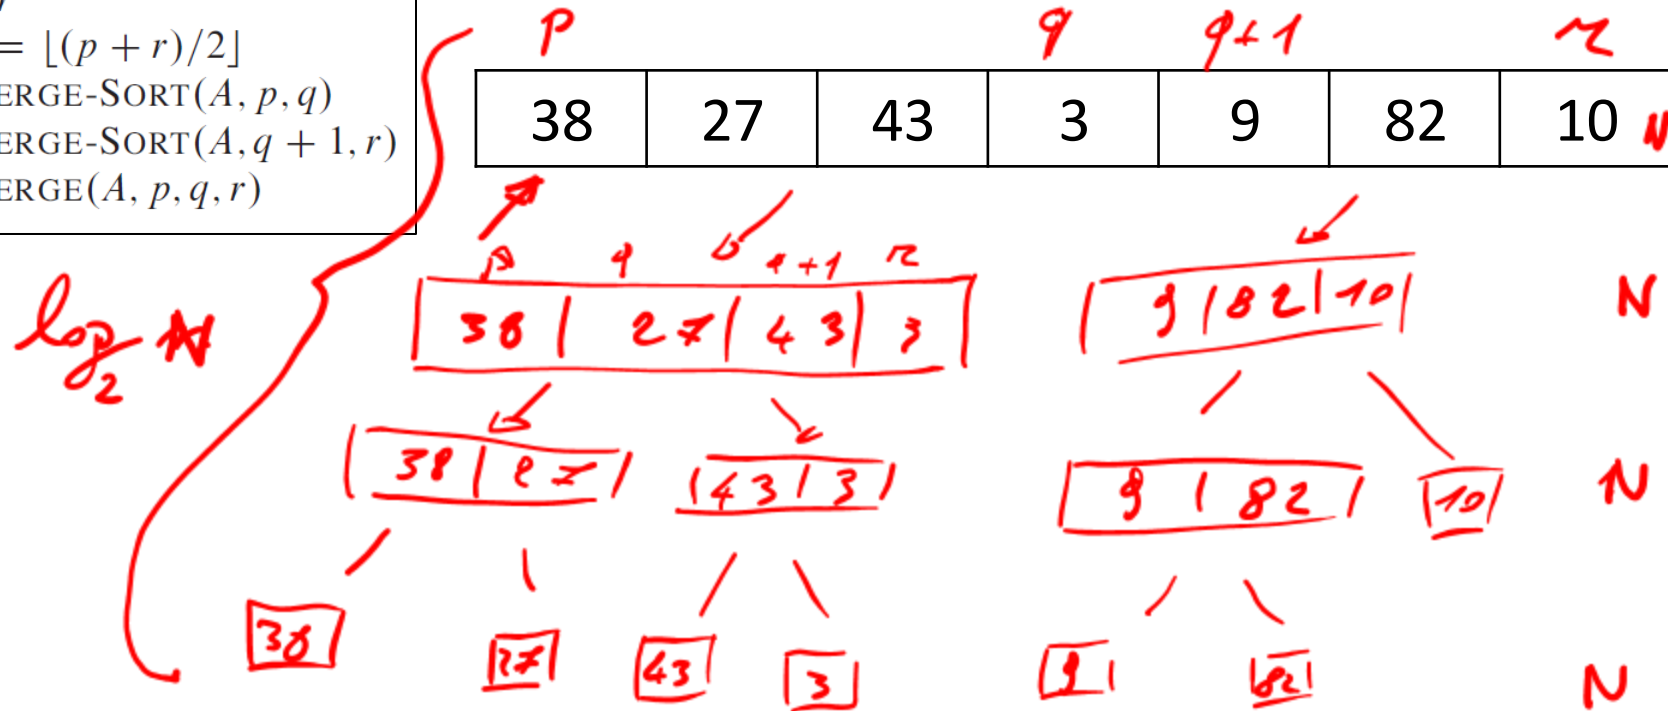 = ⌊(p + r)/2⌋
ERGE-SORT(A, p, q)
ERGE-SORT(A, q + 1, r)
ERGE(A, p, q, r)
p q q+1 r
38 27 43 3 9 82 10 N
p q q+1 r
38 | 27 | 43 | 3
9 | 82 | 10
N
log₂ N
38 | 27
43 | 3
9 | 82
10
N
38
27
43
3
9
82
N